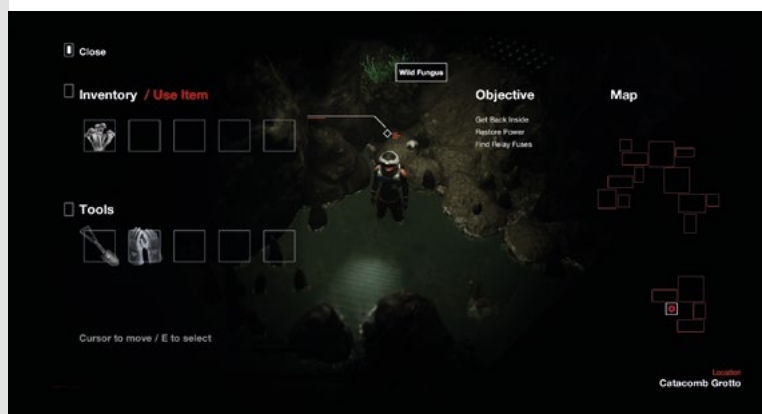 Close
Wild Fungus
Inventory / Use Item
Objective
Map
Get Back Inside
Restore Power
Find Relay Fuses
Tools
Cursor to move / E to select
Location
Catacomb Grotto